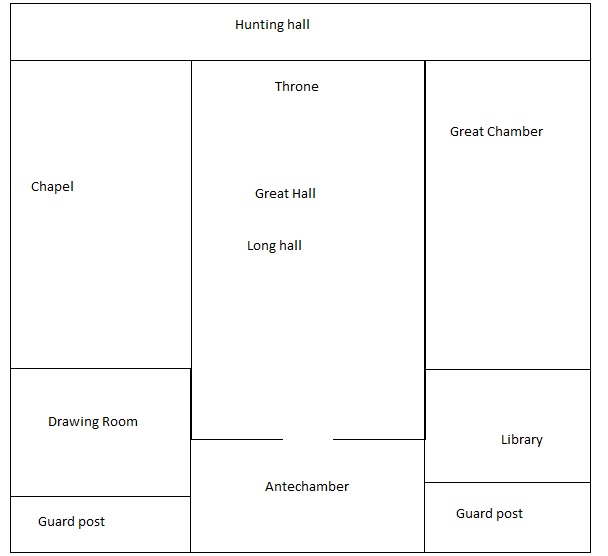 Hunting hall
Throne
Great Chamber
Chapel
Great Hall
Long hall
Drawing Room
Library
Antechamber
Guard post
Guard post